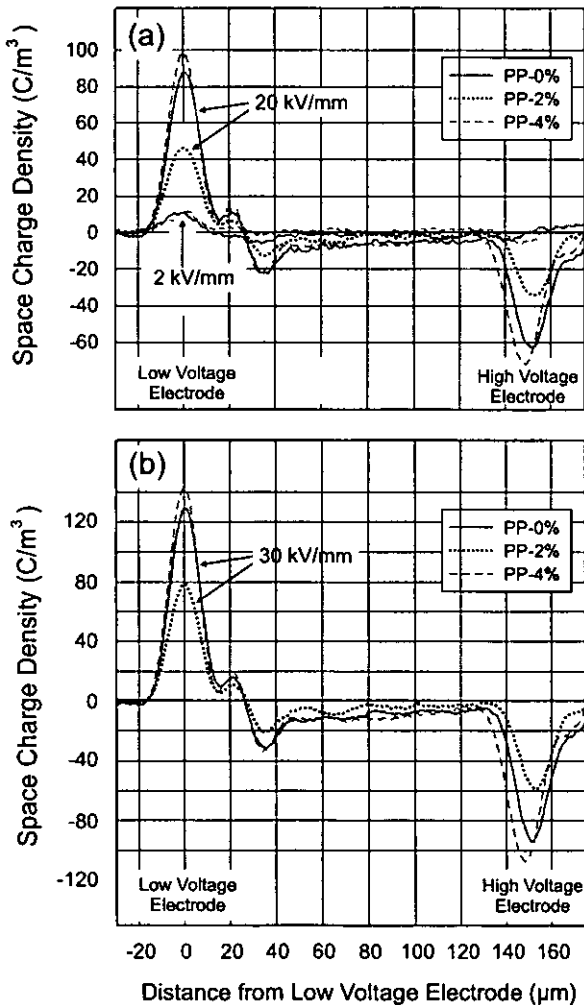 (a)
Space Charge Density (C/m³)
100
80
60
40
20
0
-20
-40
-60
PP-0%
PP-2%
PP-4%
20 kV/mm
2 kV/mm
Low Voltage
Electrode
High Voltage
Electrode
(b)
Space Charge Density (C/m³)
120
80
40
0
-40
-80
-120
PP-0%
PP-2%
PP-4%
30 kV/mm
Low Voltage
Electrode
High Voltage
Electrode
-20 0 20 40 60 80 100 120 140 160
Distance from Low Voltage Electrode (µm)